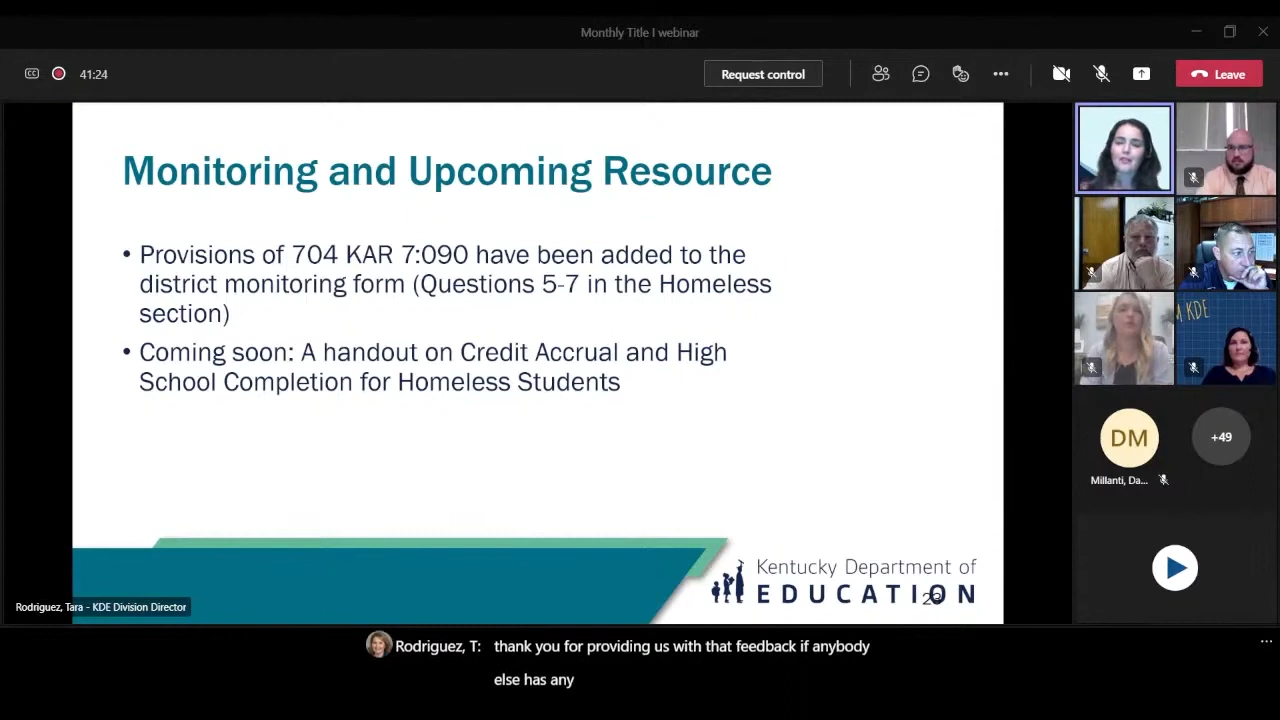 Monthly Title I webinar
CC
41:24
Request control
Leave
Monitoring and Upcoming Resource
• Provisions of 704 KAR 7:090 have been added to the
district monitoring form (Questions 5-7 in the Homeless
section)
• Coming soon: A handout on Credit Accrual and High
School Completion for Homeless Students
KDE
DM
+49
Millanti, Da...
Kentucky Department of
EDUCATION
Rodriguez, Tara - KDE Division Director
Rodriguez, T: thank you for providing us with that feedback if anybody
else has any